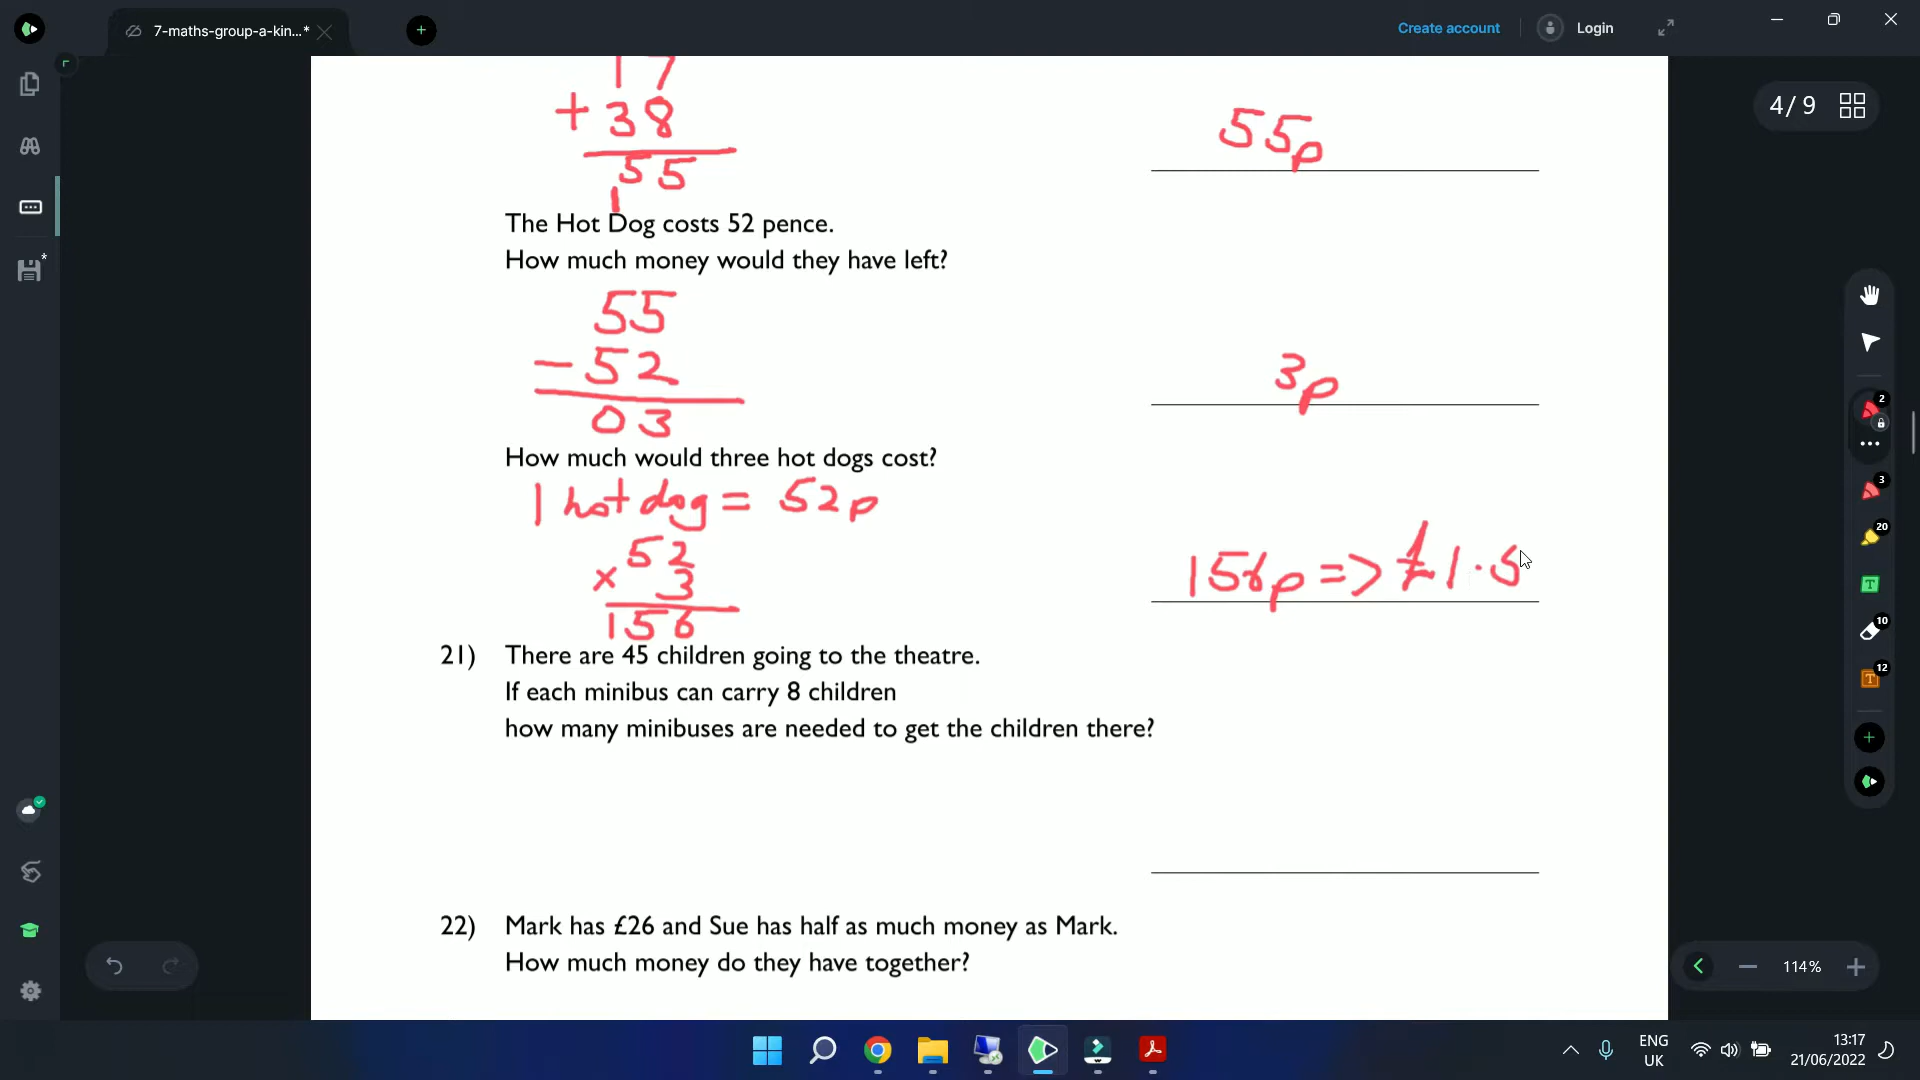 7-maths-group-a-kin...*
Create account
Login
4/9
17
+38
55
1
55p
The Hot Dog costs 52 pence.
How much money would they have left?
55
-52
03
3p
How much would three hot dogs cost?
1 hot dog = 52p
52
× 3
156
156p => £1.5
21) There are 45 children going to the theatre.
If each minibus can carry 8 children
how many minibuses are needed to get the children there?
22) Mark has £26 and Sue has half as much money as Mark.
How much money do they have together?
2
3
20
T
10
12
T
114%
ENG
UK
13:17
21/06/2022